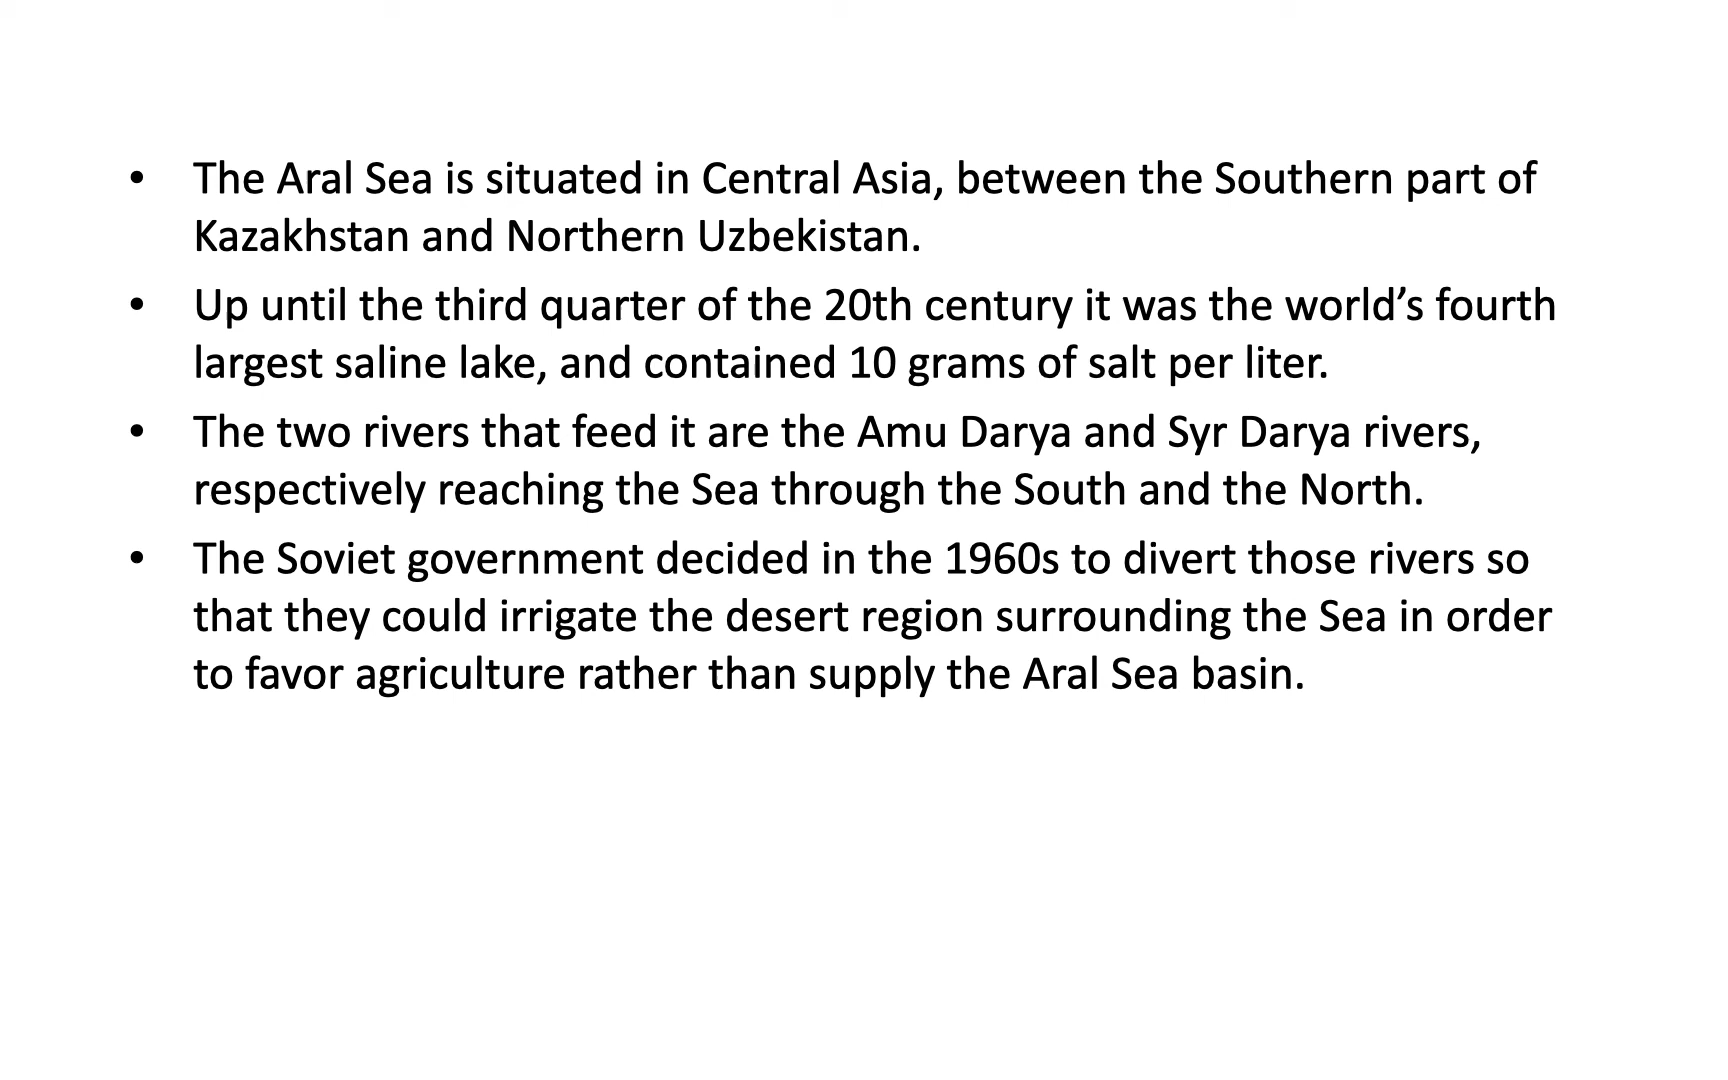 • The Aral Sea is situated in Central Asia, between the Southern part of
Kazakhstan and Northern Uzbekistan.
• Up until the third quarter of the 20th century it was the world’s fourth
largest saline lake, and contained 10 grams of salt per liter.
• The two rivers that feed it are the Amu Darya and Syr Darya rivers,
respectively reaching the Sea through the South and the North.
• The Soviet government decided in the 1960s to divert those rivers so
that they could irrigate the desert region surrounding the Sea in order
to favor agriculture rather than supply the Aral Sea basin.